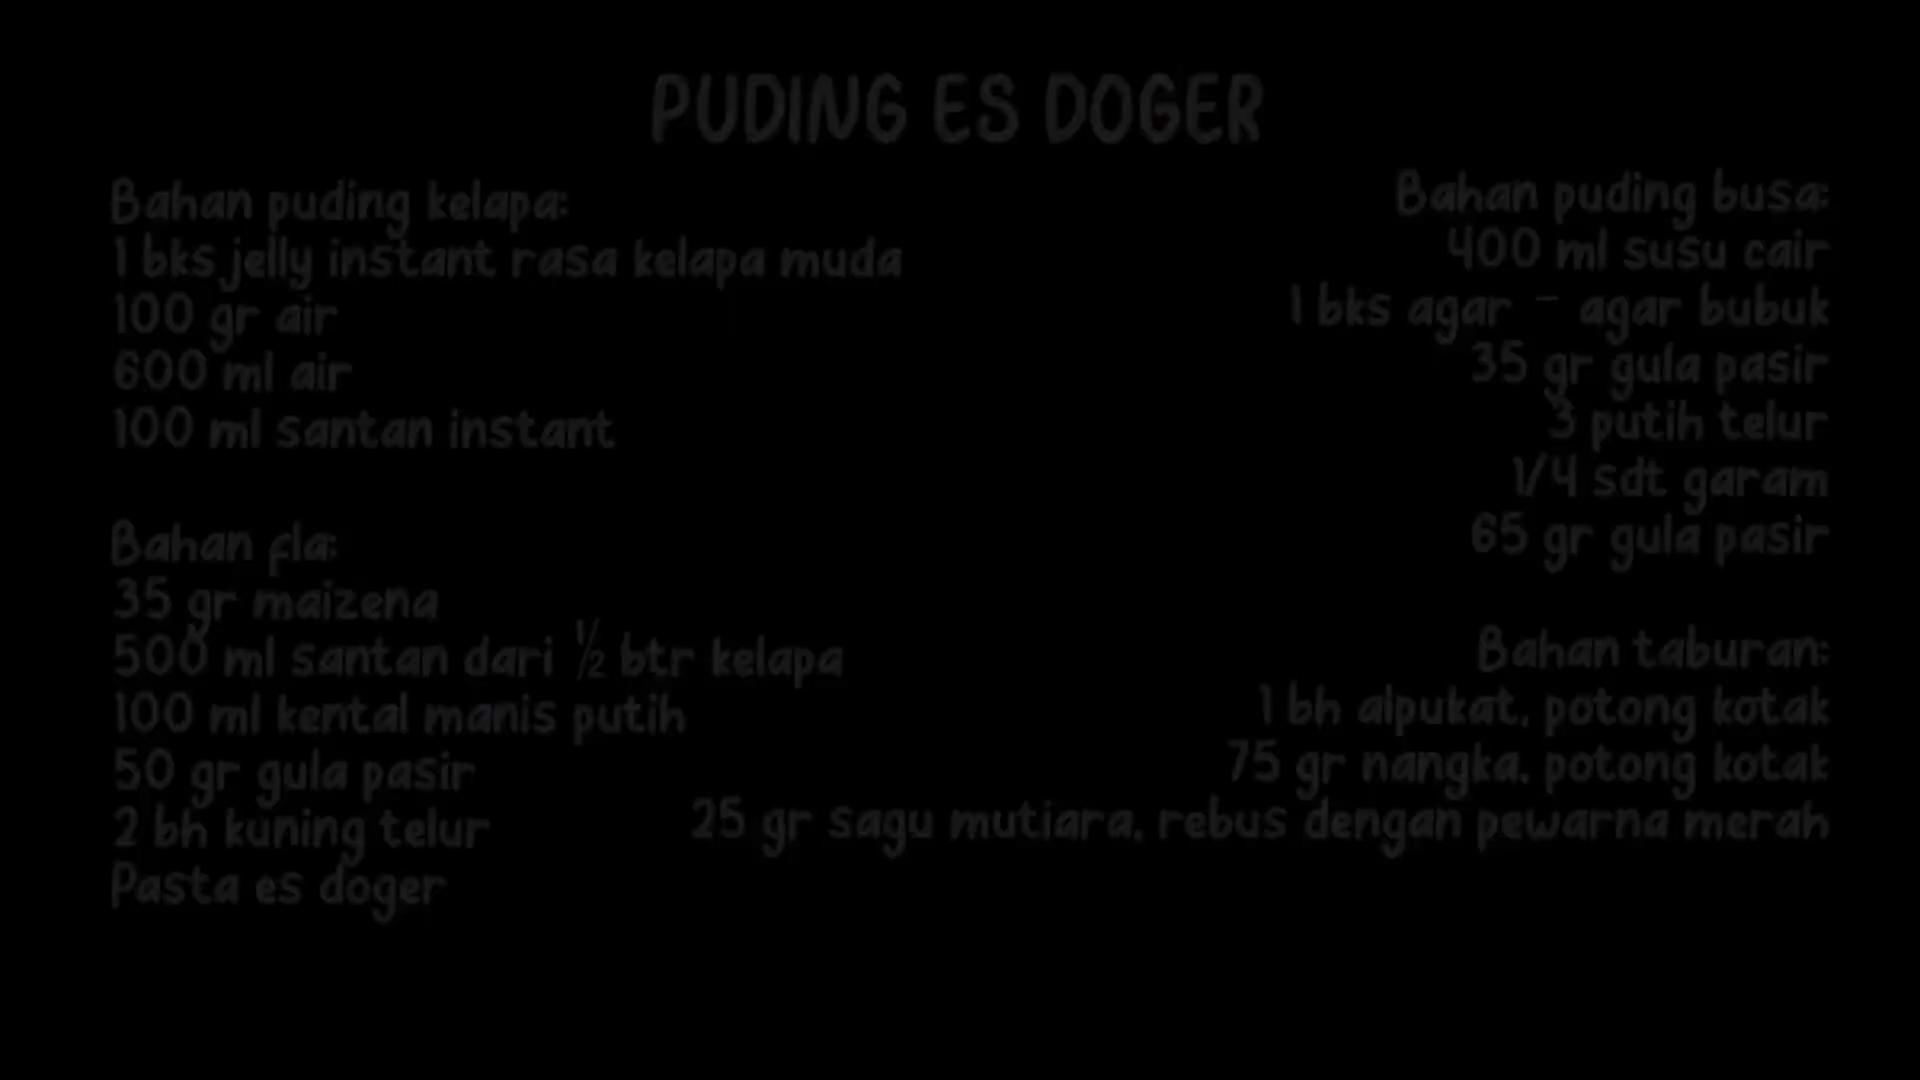 PUDING ES DOGER
Bahan puding kelapa:
1 bks jelly instant rasa kelapa muda
100 gr air
600 ml air
100 ml santan instant
Bahan fla:
35 gr maizena
500 ml santan dari ½ btr kelapa
100 ml kental manis putih
50 gr gula pasir
2 bh kuning telur
Pasta es doger
Bahan puding busa:
400 ml susu cair
1 bks agar - agar bubuk
35 gr gula pasir
3 putih telur
1/4 sdt garam
65 gr gula pasir
Bahan taburan:
1 bh alpukat, potong kotak
75 gr nangka, potong kotak
25 gr sagu mutiara, rebus dengan pewarna merah